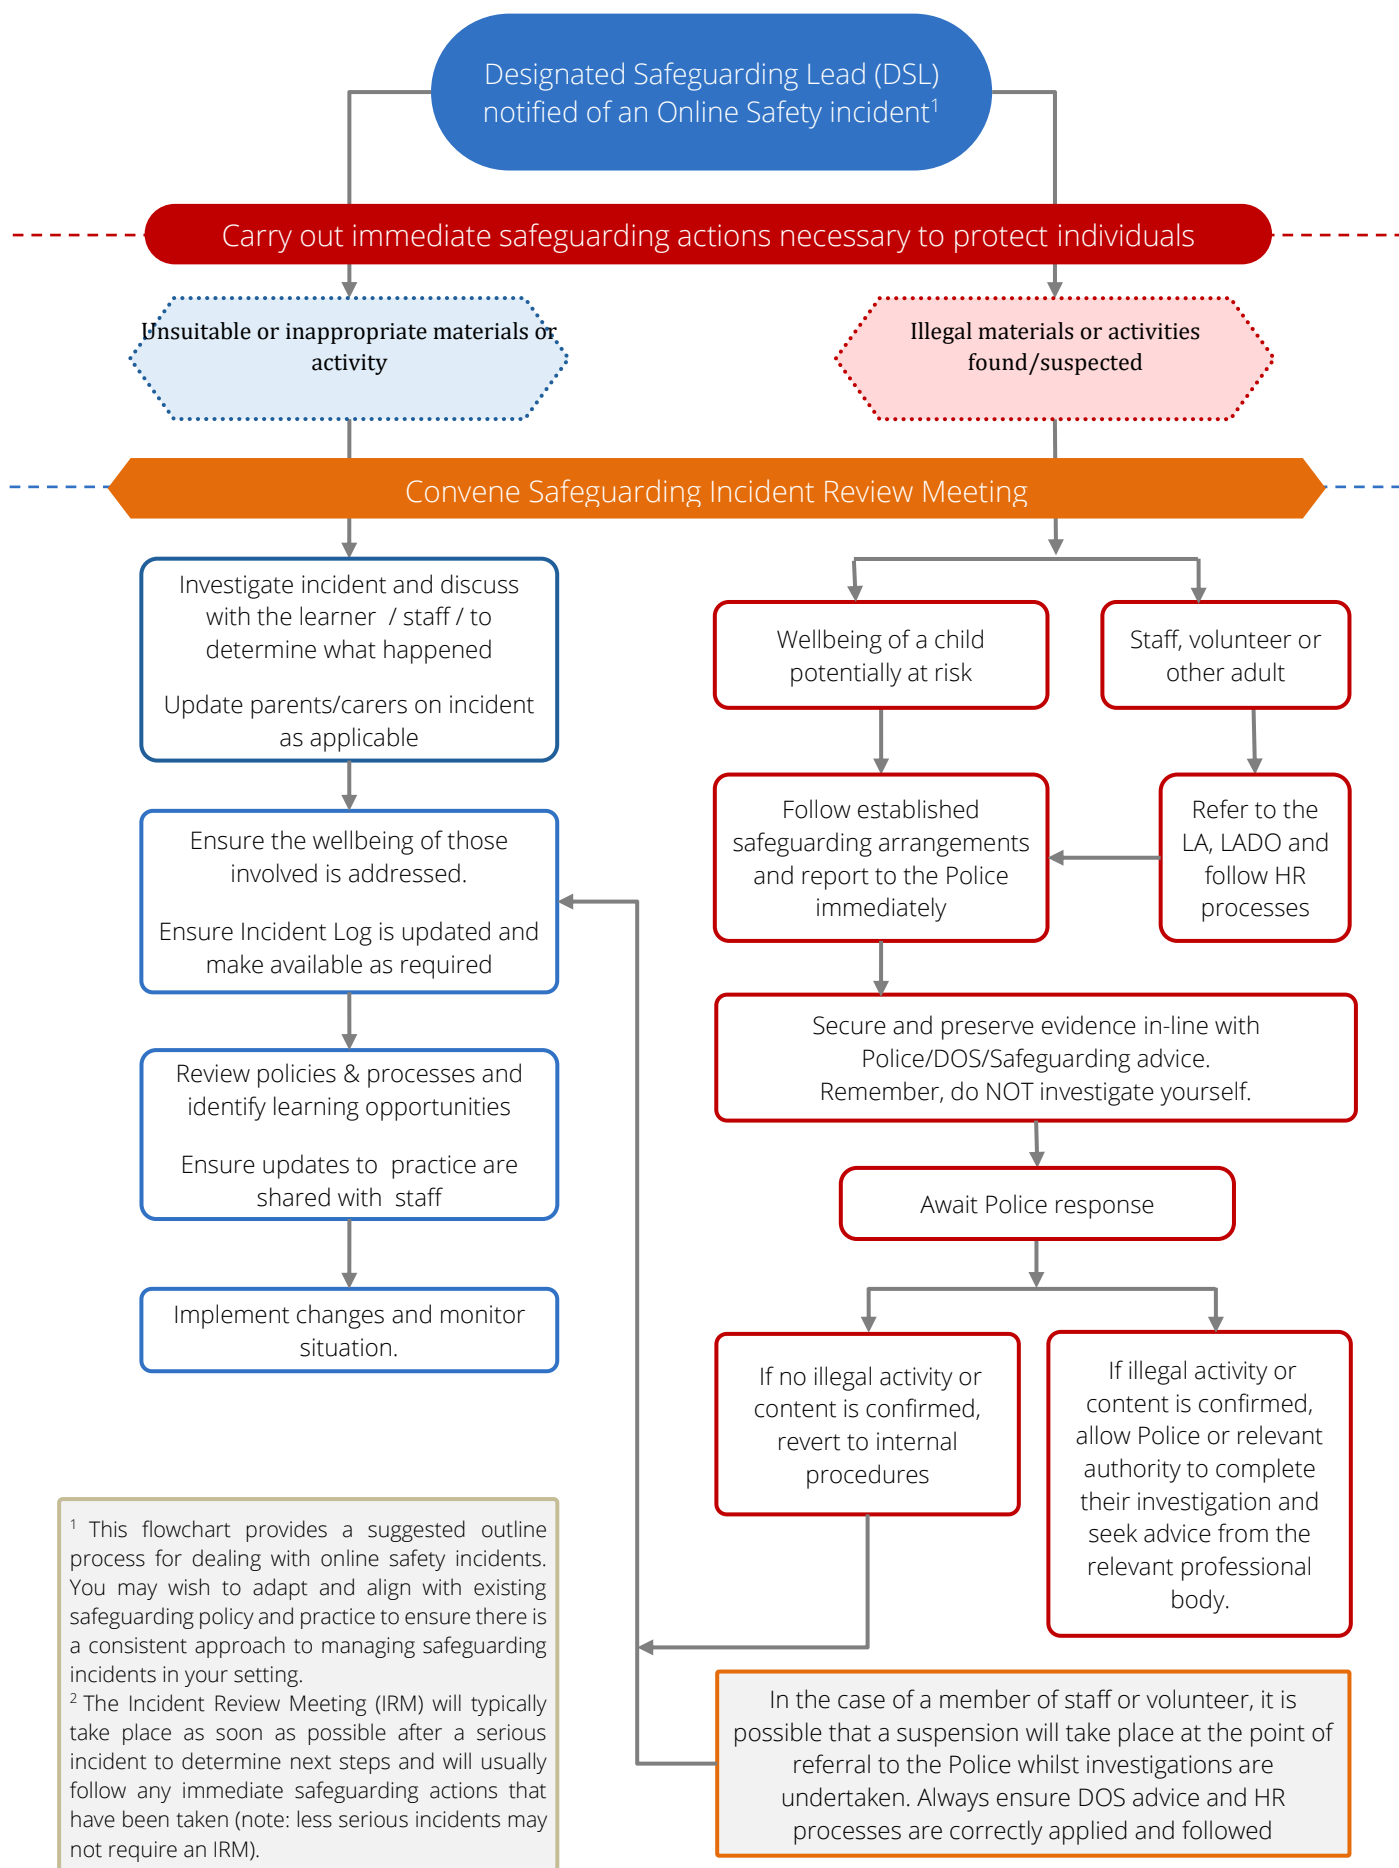 Designated Safeguarding Lead (DSL)
notified of an Online Safety incident¹
Carry out immediate safeguarding actions necessary to protect individuals
Unsuitable or inappropriate materials or
activity
Illegal materials or activities
found/suspected
Convene Safeguarding Incident Review Meeting
Investigate incident and discuss
with the learner / staff / to
determine what happened
Update parents/carers on incident
as applicable
Wellbeing of a child
potentially at risk
Staff, volunteer or
other adult
Ensure the wellbeing of those
involved is addressed.
Ensure Incident Log is updated and
make available as required
Follow established
safeguarding arrangements
and report to the Police
immediately
Refer to the
LA, LADO and
follow HR
processes
Review policies & processes and
identify learning opportunities
Ensure updates to practice are
shared with staff
Secure and preserve evidence in-line with
Police/DOS/Safeguarding advice.
Remember, do NOT investigate yourself.
Await Police response
Implement changes and monitor
situation.
If no illegal activity or
content is confirmed,
revert to internal
procedures
If illegal activity or
content is confirmed,
allow Police or relevant
authority to complete
their investigation and
seek advice from the
relevant professional
body.
¹ This flowchart provides a suggested outline
process for dealing with online safety incidents.
You may wish to adapt and align with existing
safeguarding policy and practice to ensure there is
a consistent approach to managing safeguarding
incidents in your setting.
² The Incident Review Meeting (IRM) will typically
take place as soon as possible after a serious
incident to determine next steps and will usually
follow any immediate safeguarding actions that
have been taken (note: less serious incidents may
not require an IRM).
In the case of a member of staff or volunteer, it is
possible that a suspension will take place at the point of
referral to the Police whilst investigations are
undertaken. Always ensure DOS advice and HR
processes are correctly applied and followed